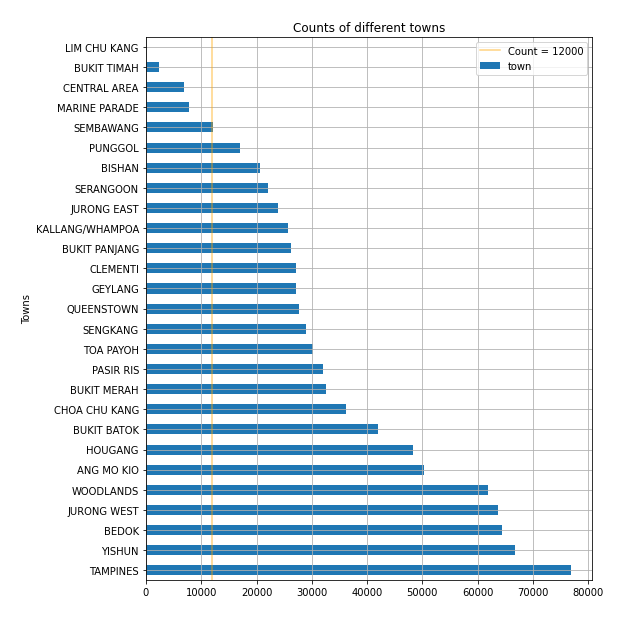 Counts of different towns
Count = 12000
town
Towns
LIM CHU KANG
BUKIT TIMAH
CENTRAL AREA
MARINE PARADE
SEMBAWANG
PUNGGOL
BISHAN
SERANGOON
JURONG EAST
KALLANG/WHAMPOA
BUKIT PANJANG
CLEMENTI
GEYLANG
QUEENSTOWN
SENGKANG
TOA PAYOH
PASIR RIS
BUKIT MERAH
CHOA CHU KANG
BUKIT BATOK
HOUGANG
ANG MO KIO
WOODLANDS
JURONG WEST
BEDOK
YISHUN
TAMPINES
0 10000 20000 30000 40000 50000 60000 70000 80000